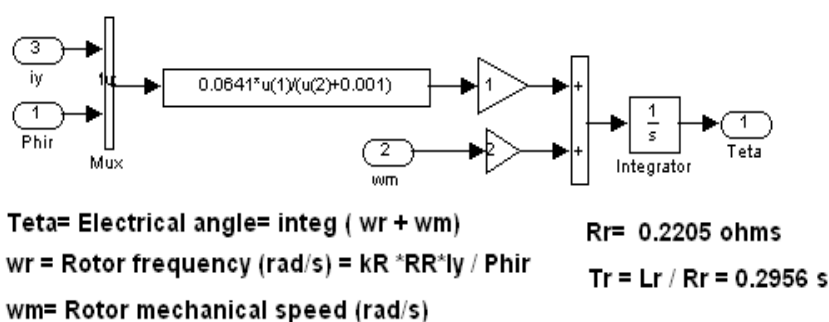 3
iy
1
Phir
Mux
0.0641*u(1)/(u(2)+0.001)
1
2
wm
2
+
+
1
s
Integrator
1
Teta
Teta= Electrical angle= integ ( wr + wm)
wr = Rotor frequency (rad/s) = kR *RR*Iy / Phir
wm= Rotor mechanical speed (rad/s)
Rr= 0.2205 ohms
Tr = Lr / Rr = 0.2956 s